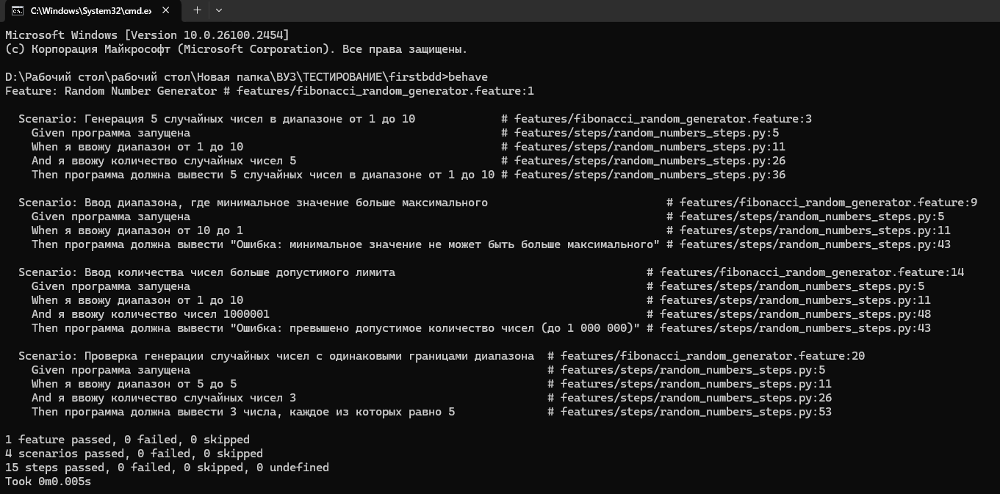 C:\Windows\System32\cmd.ex
Microsoft Windows [Version 10.0.26100.2454]
(c) Корпорация Майкрософт (Microsoft Corporation). Все права защищены.
D:\Рабочий стол\рабочий стол\Новая папка\ВУЗ\ТЕСТИРОВАНИЕ\firstbdd>behave
Feature: Random Number Generator # features/fibonacci_random_generator.feature:1
Scenario: Генерация 5 случайных чисел в диапазоне от 1 до 10 # features/fibonacci_random_generator.feature:3
Given программа запущена # features/steps/random_numbers_steps.py:5
When я ввожу диапазон от 1 до 10 # features/steps/random_numbers_steps.py:11
And я ввожу количество случайных чисел 5 # features/steps/random_numbers_steps.py:26
Then программа должна вывести 5 случайных чисел в диапазоне от 1 до 10 # features/steps/random_numbers_steps.py:36
Scenario: Ввод диапазона, где минимальное значение больше максимального # features/fibonacci_random_generator.feature:9
Given программа запущена # features/steps/random_numbers_steps.py:5
When я ввожу диапазон от 10 до 1 # features/steps/random_numbers_steps.py:11
Then программа должна вывести "Ошибка: минимальное значение не может быть больше максимального" # features/steps/random_numbers_steps.py:43
Scenario: Ввод количества чисел больше допустимого лимита # features/fibonacci_random_generator.feature:14
Given программа запущена # features/steps/random_numbers_steps.py:5
When я ввожу диапазон от 1 до 10 # features/steps/random_numbers_steps.py:11
And я ввожу количество чисел 1000001 # features/steps/random_numbers_steps.py:48
Then программа должна вывести "Ошибка: превышено допустимое количество чисел (до 1 000 000)" # features/steps/random_numbers_steps.py:43
Scenario: Проверка генерации случайных чисел с одинаковыми границами диапазона # features/fibonacci_random_generator.feature:20
Given программа запущена # features/steps/random_numbers_steps.py:5
When я ввожу диапазон от 5 до 5 # features/steps/random_numbers_steps.py:11
And я ввожу количество случайных чисел 3 # features/steps/random_numbers_steps.py:26
Then программа должна вывести 3 числа, каждое из которых равно 5 # features/steps/random_numbers_steps.py:53
1 feature passed, 0 failed, 0 skipped
4 scenarios passed, 0 failed, 0 skipped
15 steps passed, 0 failed, 0 skipped, 0 undefined
Took 0m0.005s